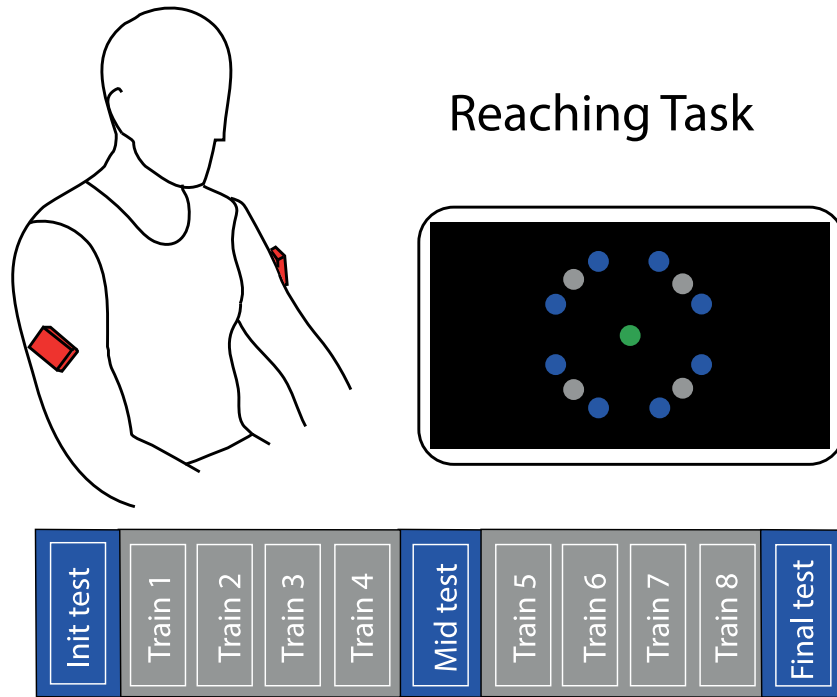 Reaching Task
Init test
Train 1
Train 2
Train 3
Train 4
Mid test
Train 5
Train 6
Train 7
Train 8
Final test